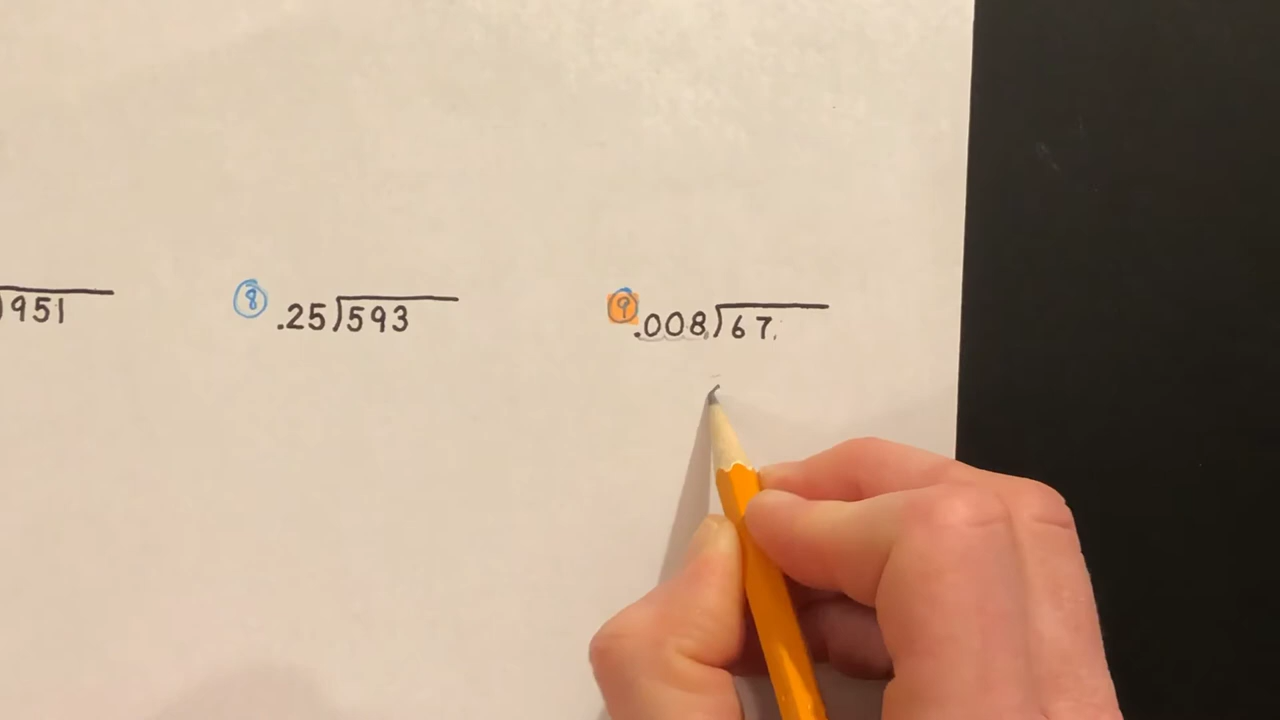 )951
⑧ .25)593
⑨ .008.)67.